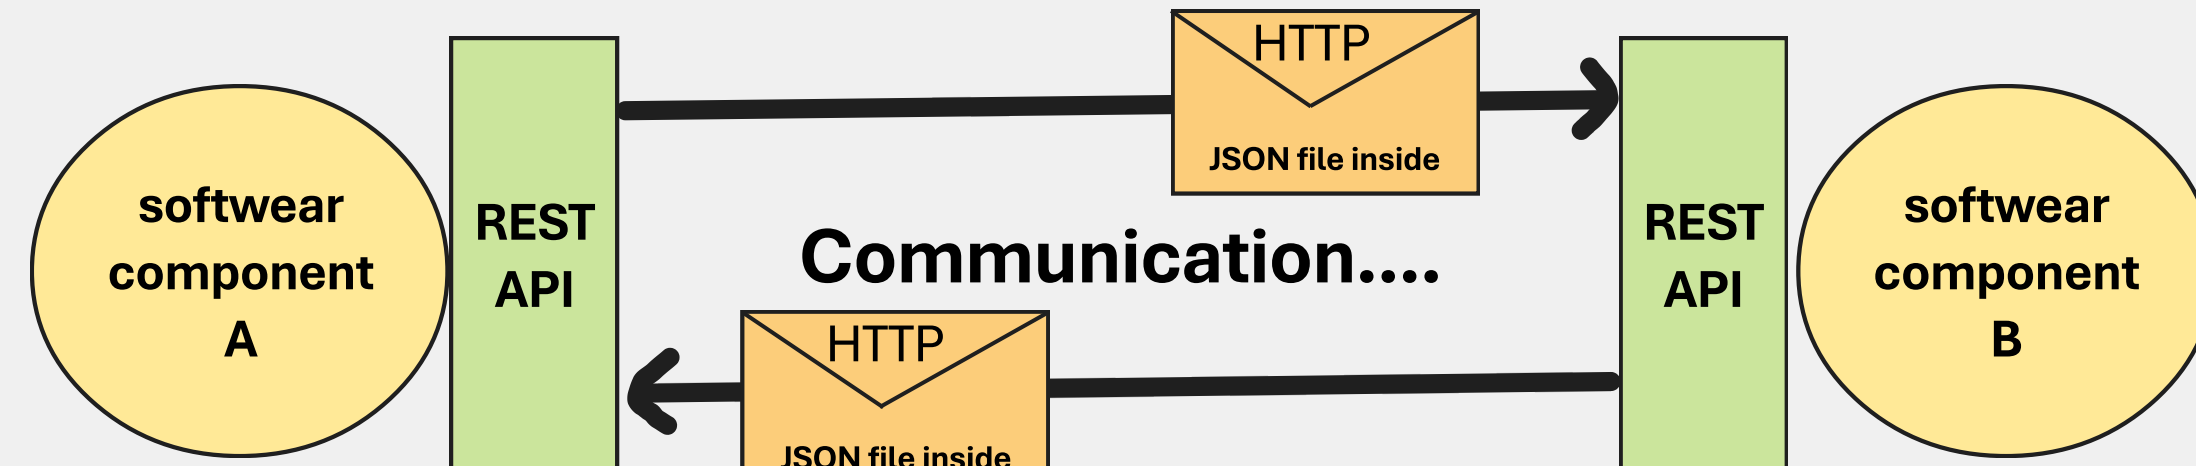 softwear
component
A
REST
API
HTTP
JSON file inside
Communication....
HTTP
JSON file inside
REST
API
softwear
component
B